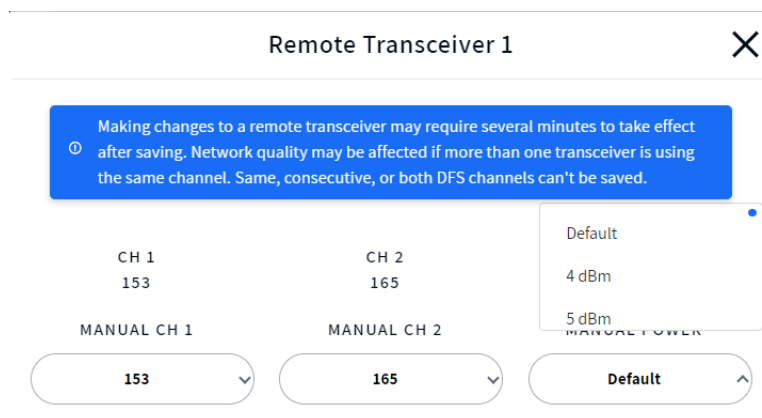 Remote Transceiver 1
Making changes to a remote transceiver may require several minutes to take effect
after saving. Network quality may be affected if more than one transceiver is using
the same channel. Same, consecutive, or both DFS channels can't be saved.
Default
4 dBm
5 dBm
CH 1
153
CH 2
165
MANUAL CH 1
MANUAL CH 2
MANUAL POWER
153
165
Default